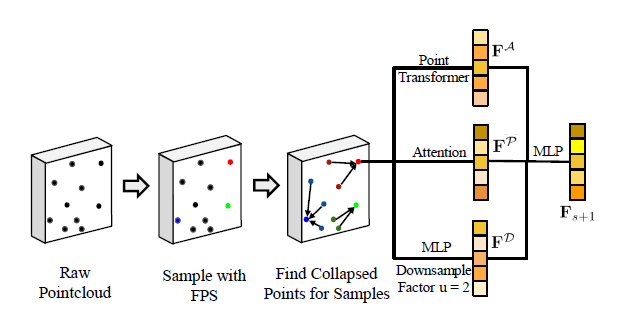 Raw
Pointcloud
Sample with
FPS
Find Collapsed
Points for Samples
Point
Transformer
F^A
Attention
F^P
MLP
Downsample
Factor u = 2
F^D
MLP
F_{s+1}